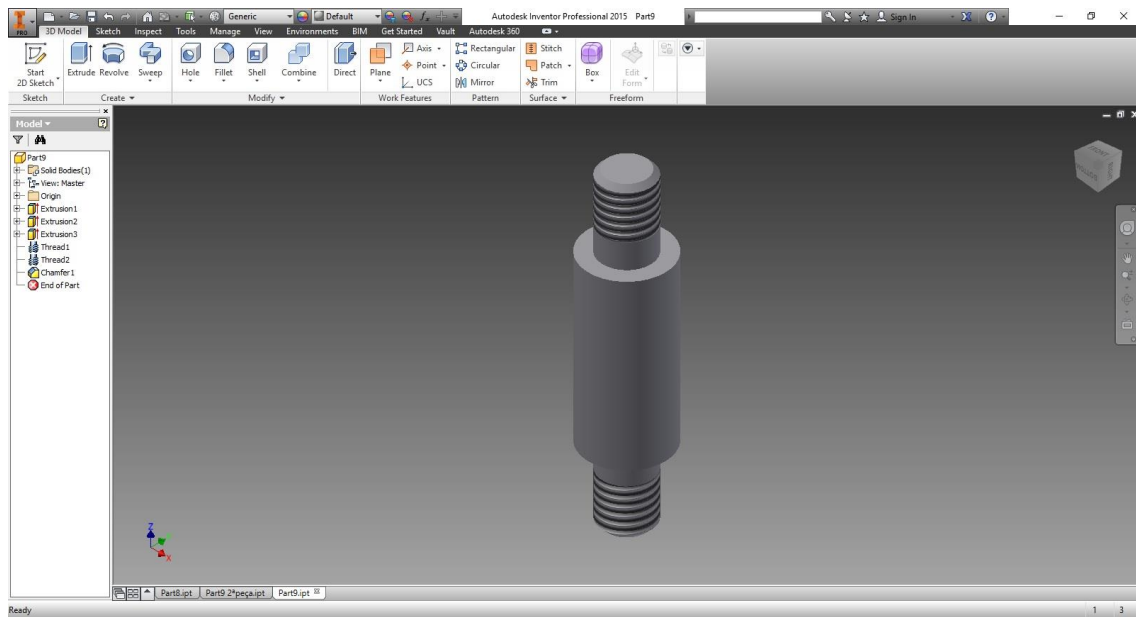 Generic Default Autodesk Inventor Professional 2015 Part9 Sign In
PRO 3D Model Sketch Inspect Tools Manage View Environments BIM Get Started Vault Autodesk 360
Axis Rectangular Stitch
Point Circular Patch
UCS Mirror Trim
Start 2D Sketch Extrude Revolve Sweep Hole Fillet Shell Combine Direct Plane Box Edit Form
Sketch Create Modify Work Features Pattern Surface Freeform
Model
Part9
Solid Bodies(1)
View: Master
Origin
Extrusion1
Extrusion2
Extrusion3
Thread1
Thread2
Chamfer1
End of Part
FRONT
Z
X
Part8.ipt Part9 2ªpeça.ipt Part9.ipt
Ready 1 3